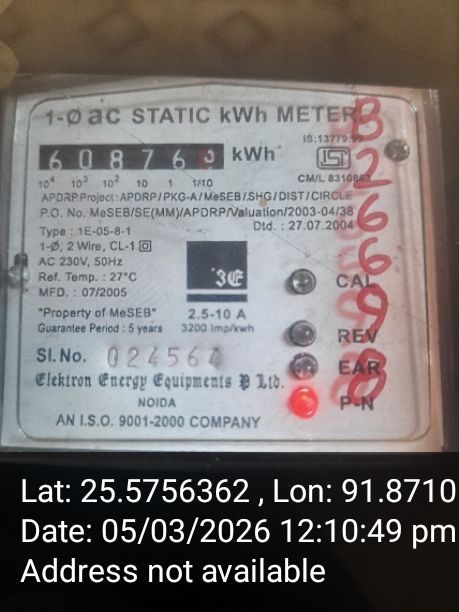 1-Ø ac STATIC kWh METER
IS:13779:99
60876 kWh
CM/L 8310863
10⁴ 10³ 10² 10 1 1/10
APDRP Project: APDRP/PKG-A/MeSEB/SHG/DIST/CIRCLE
P.O. No. MeSEB/SE(MM)/APDRP/Valuation/2003-04/38
Dtd. : 27.07.2004
Type : 1E-05-8-1
1-Ø, 2 Wire, CL-1
AC 230V, 50Hz
Ref. Temp. : 27°C
MFD. : 07/2005
3E
CAL
"Property of MeSEB"
2.5-10 A
Guarantee Period : 5 years
3200 Imp/kwh
REV
Sl.No. 024564
EAR
Elektron Energy Equipments P Ltd.
P-N
NOIDA
AN I.S.O. 9001-2000 COMPANY
B266998
Lat: 25.5756362 , Lon: 91.8710
Date: 05/03/2026 12:10:49 pm
Address not available